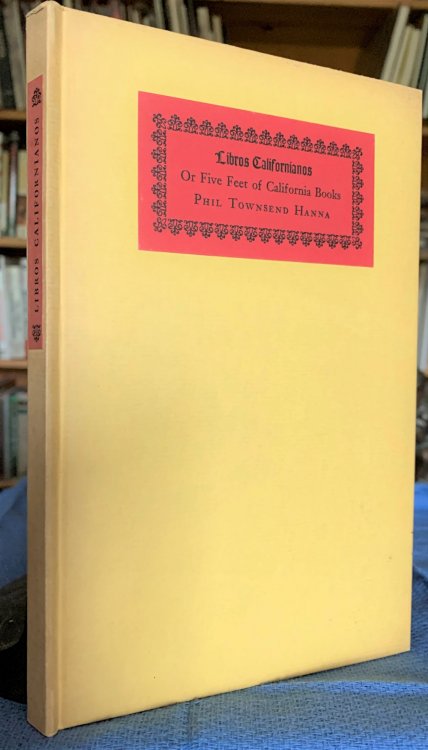 Libros Californianos
Or Five Feet of California Books
PHIL TOWNSEND HANNA
LIBROS CALIFORNIANOS